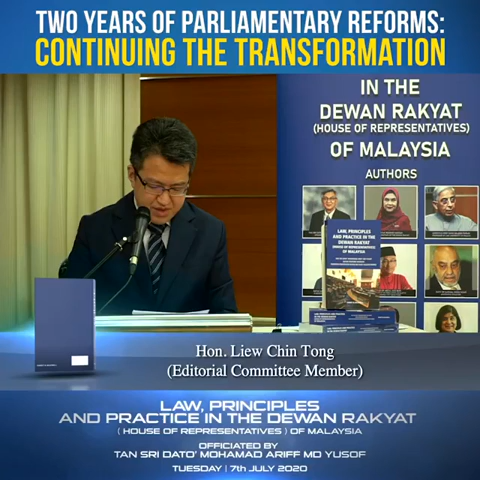 TWO YEARS OF PARLIAMENTARY REFORMS:
CONTINUING THE TRANSFORMATION
IN THE
DEWAN RAKYAT
(HOUSE OF REPRESENTATIVES)
OF MALAYSIA
AUTHORS
LAW, PRINCIPLES
AND PRACTICE IN THE
DEWAN RAKYAT
(HOUSE OF REPRESENTATIVES)
OF MALAYSIA
Hon. Liew Chin Tong
(Editorial Committee Member)
LAW, PRINCIPLES
AND PRACTICE IN THE DEWAN RAKYAT
( HOUSE OF REPRESENTATIVES ) OF MALAYSIA
OFFICIATED BY
TAN SRI DATO' MOHAMAD ARIFF MD YUSOF
TUESDAY | 7th JULY 2020